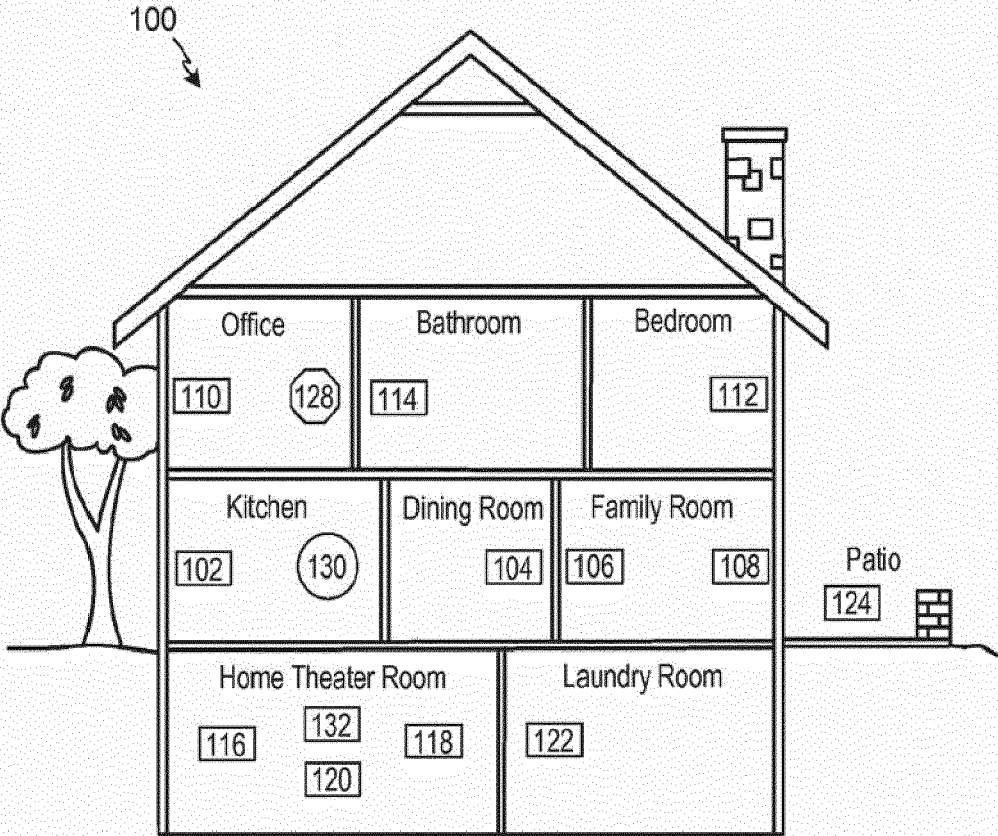 100
Office
Bathroom
Bedroom
110
128
114
112
Kitchen
Dining Room
Family Room
102
130
104
106
108
Patio
124
Home Theater Room
Laundry Room
116
132
118
122
120